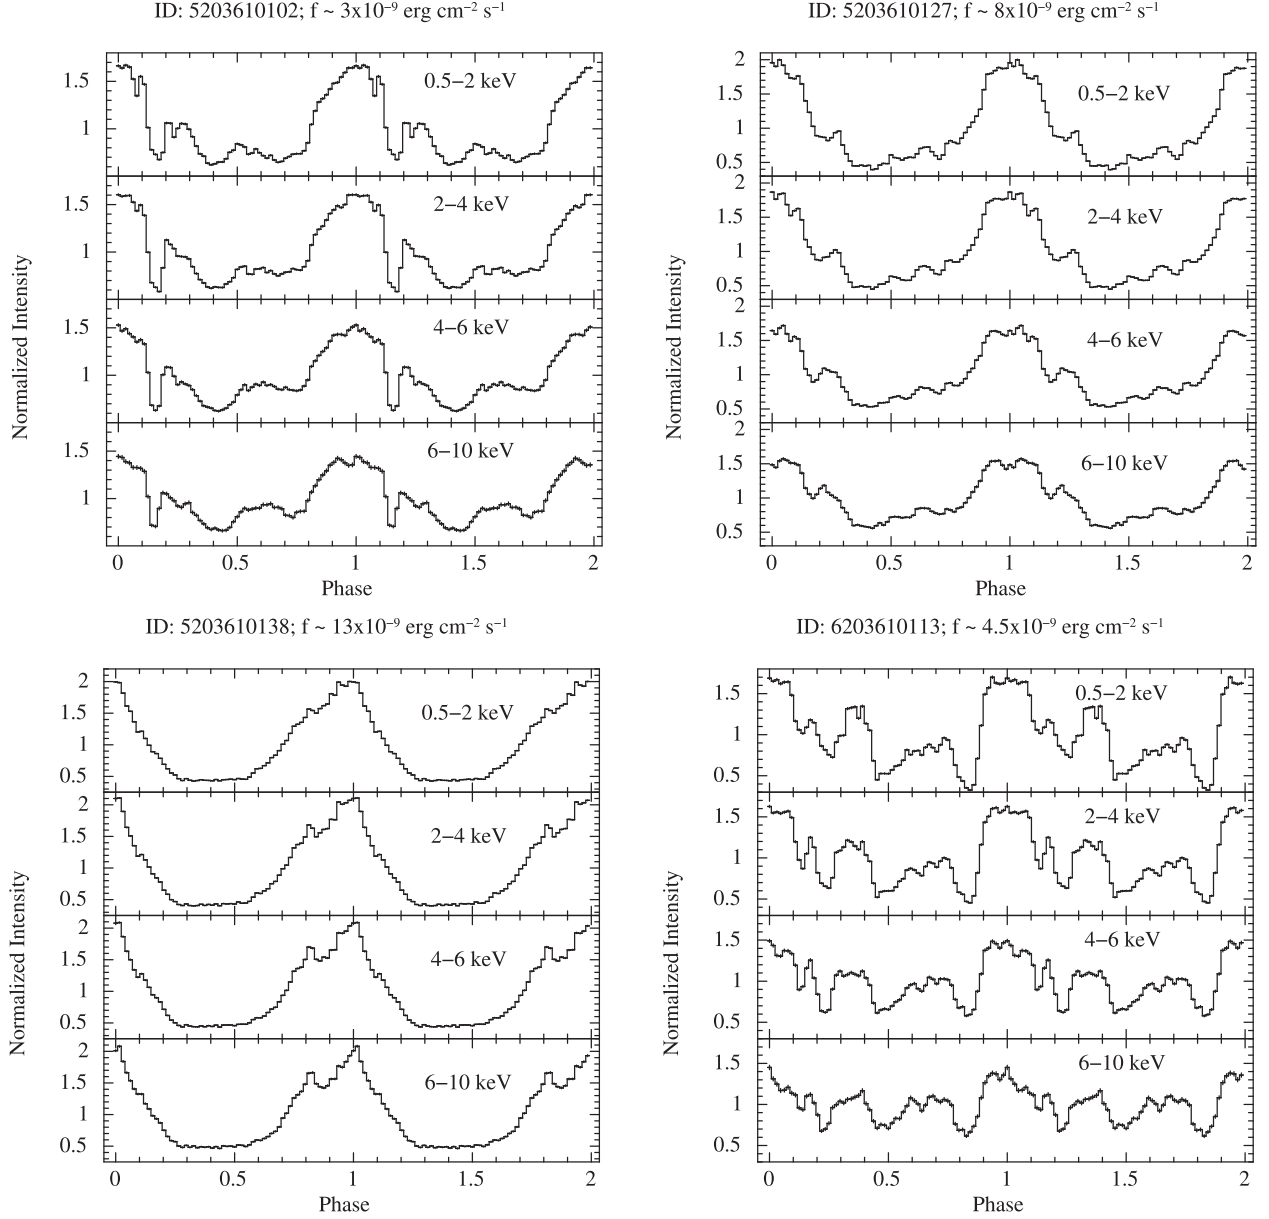 ID: 5203610102; f ~ 3x10⁻⁹ erg cm⁻² s⁻¹
1.5
1
0.5–2 keV
1.5
1
2–4 keV
1.5
1
4–6 keV
1.5
1
6–10 keV
Normalized Intensity
0 0.5 1 1.5 2
Phase
ID: 5203610127; f ~ 8x10⁻⁹ erg cm⁻² s⁻¹
2
1.5
1
0.5
0.5–2 keV
2
1.5
1
0.5
2–4 keV
2
1.5
1
0.5
4–6 keV
2
1.5
1
0.5
6–10 keV
Normalized Intensity
0 0.5 1 1.5 2
Phase
ID: 5203610138; f ~ 13x10⁻⁹ erg cm⁻² s⁻¹
2
1.5
1
0.5
0.5–2 keV
2
1.5
1
0.5
2–4 keV
2
1.5
1
0.5
4–6 keV
2
1.5
1
0.5
6–10 keV
Normalized Intensity
0 0.5 1 1.5 2
Phase
ID: 6203610113; f ~ 4.5x10⁻⁹ erg cm⁻² s⁻¹
1.5
1
0.5
0.5–2 keV
1.5
1
0.5
2–4 keV
1.5
1
0.5
4–6 keV
1.5
1
0.5
6–10 keV
Normalized Intensity
0 0.5 1 1.5 2
Phase